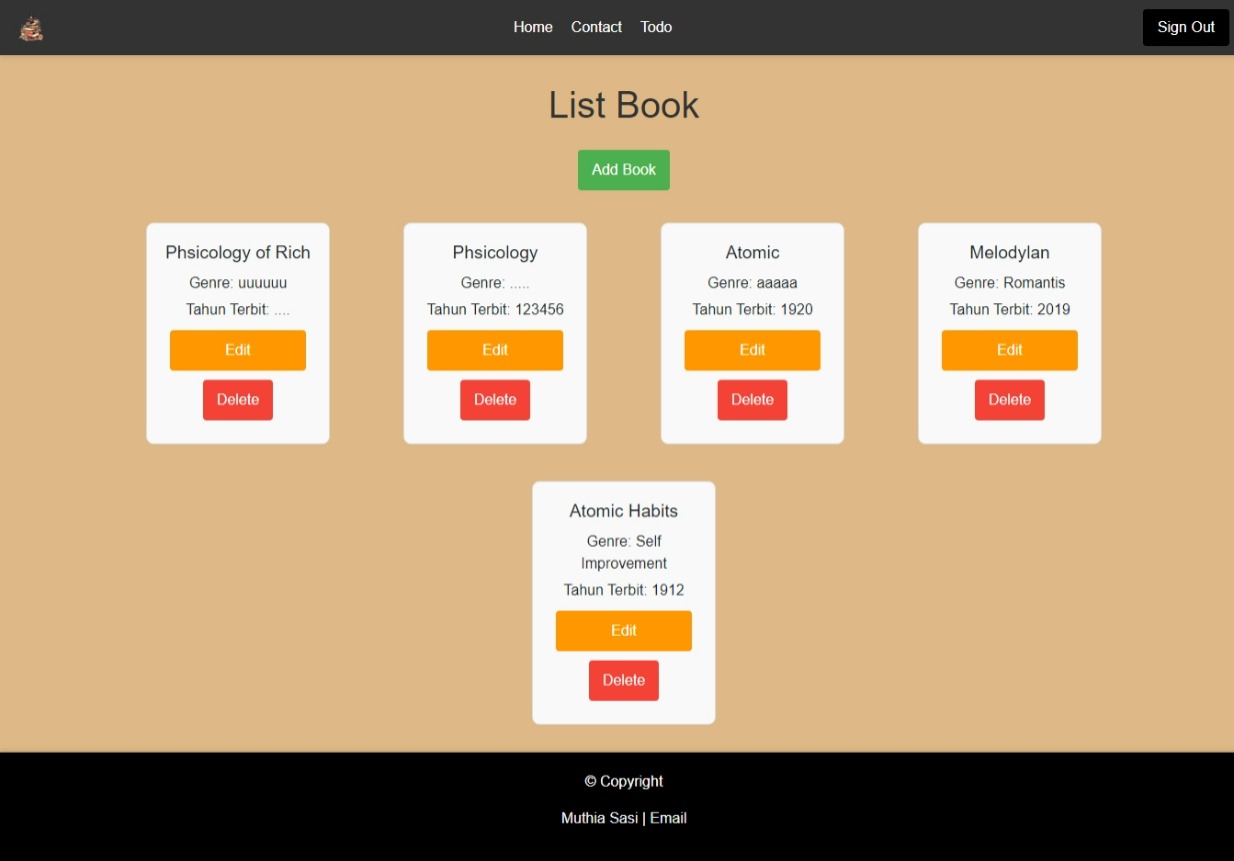 Home Contact Todo Sign Out
List Book
Add Book
Phsicology of Rich
Genre: uuuuuu
Tahun Terbit: ....
Edit
Delete
Phsicology
Genre: .....
Tahun Terbit: 123456
Edit
Delete
Atomic
Genre: aaaaa
Tahun Terbit: 1920
Edit
Delete
Melodylan
Genre: Romantis
Tahun Terbit: 2019
Edit
Delete
Atomic Habits
Genre: Self
Improvement
Tahun Terbit: 1912
Edit
Delete
© Copyright
Muthia Sasi | Email